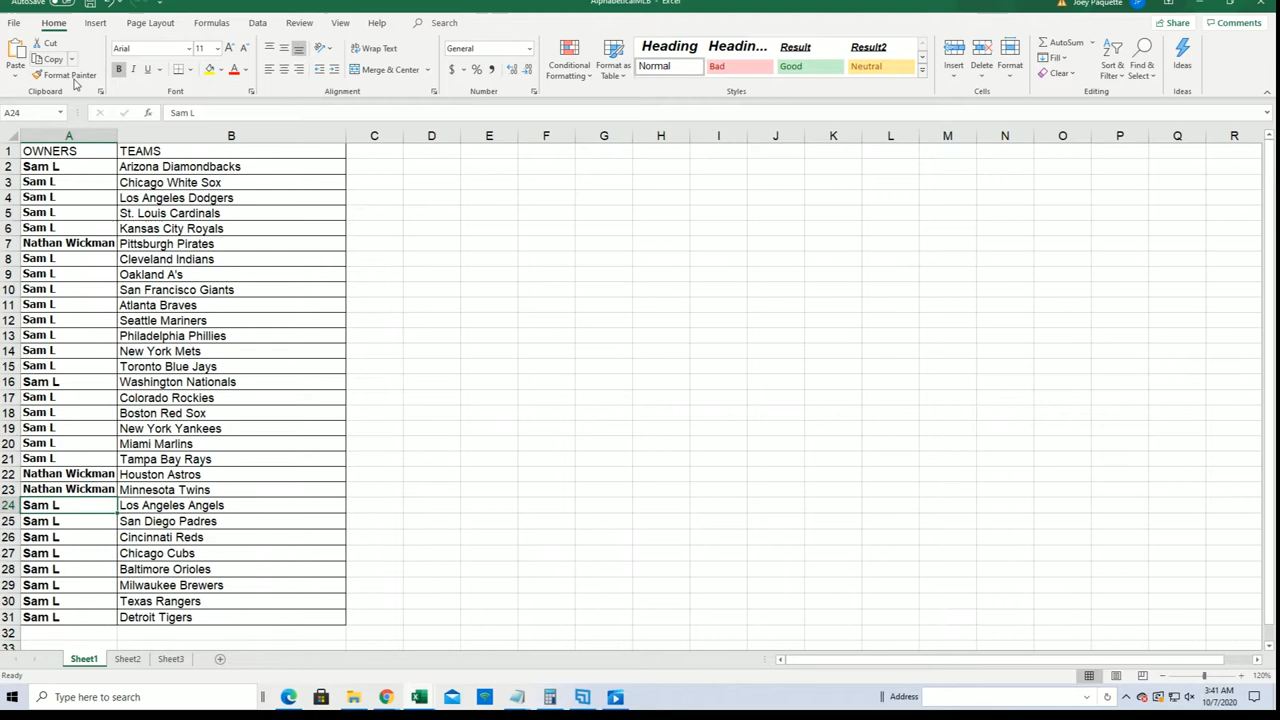 AutoSave Off AlphabeticalMLB - Excel Joey Paquette JP
File Home Insert Page Layout Formulas Data Review View Help Search Share Comments
Paste Cut Copy Format Painter Clipboard
Arial 11 B I U A Font
Wrap Text Merge & Center Alignment
General $ % , Number
Conditional Formatting Format as Table
Heading Headin... Result Result2
Normal Bad Good Neutral
Styles
Insert Delete Format Cells
AutoSum Fill Clear Sort & Filter Find & Select Editing
Ideas Ideas
A24 fx Sam L
A B C D E F G H I J K L M N O P Q R
1 OWNERS TEAMS
2 Sam L Arizona Diamondbacks
3 Sam L Chicago White Sox
4 Sam L Los Angeles Dodgers
5 Sam L St. Louis Cardinals
6 Sam L Kansas City Royals
7 Nathan Wickman Pittsburgh Pirates
8 Sam L Cleveland Indians
9 Sam L Oakland A's
10 Sam L San Francisco Giants
11 Sam L Atlanta Braves
12 Sam L Seattle Mariners
13 Sam L Philadelphia Phillies
14 Sam L New York Mets
15 Sam L Toronto Blue Jays
16 Sam L Washington Nationals
17 Sam L Colorado Rockies
18 Sam L Boston Red Sox
19 Sam L New York Yankees
20 Sam L Miami Marlins
21 Sam L Tampa Bay Rays
22 Nathan Wickman Houston Astros
23 Nathan Wickman Minnesota Twins
24 Sam L Los Angeles Angels
25 Sam L San Diego Padres
26 Sam L Cincinnati Reds
27 Sam L Chicago Cubs
28 Sam L Baltimore Orioles
29 Sam L Milwaukee Brewers
30 Sam L Texas Rangers
31 Sam L Detroit Tigers
32
33
Sheet1 Sheet2 Sheet3
Ready 120%
Type here to search Address 3:41 AM
10/7/2020